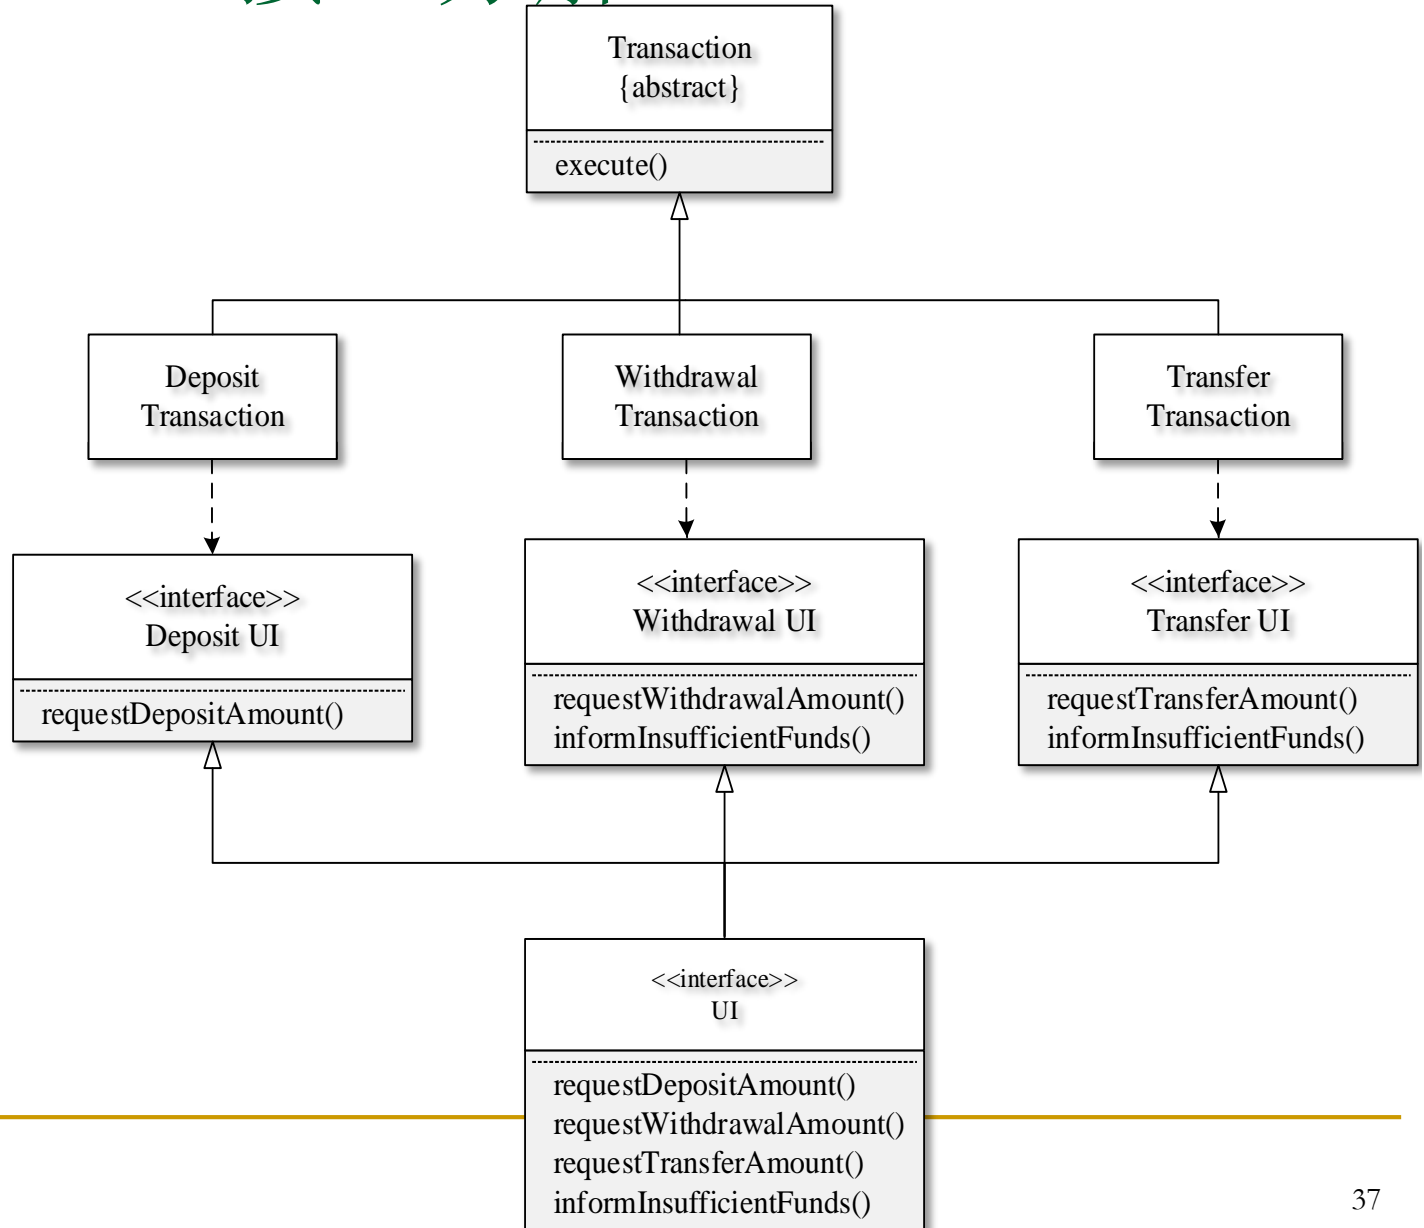 Transaction
{abstract}
execute()
Deposit
Transaction
Withdrawal
Transaction
Transfer
Transaction
<<interface>>
Deposit UI
requestDepositAmount()
<<interface>>
Withdrawal UI
requestWithdrawalAmount()
informInsufficientFunds()
<<interface>>
Transfer UI
requestTransferAmount()
informInsufficientFunds()
<<interface>>
UI
requestDepositAmount()
requestWithdrawalAmount()
requestTransferAmount()
informInsufficientFunds()
37